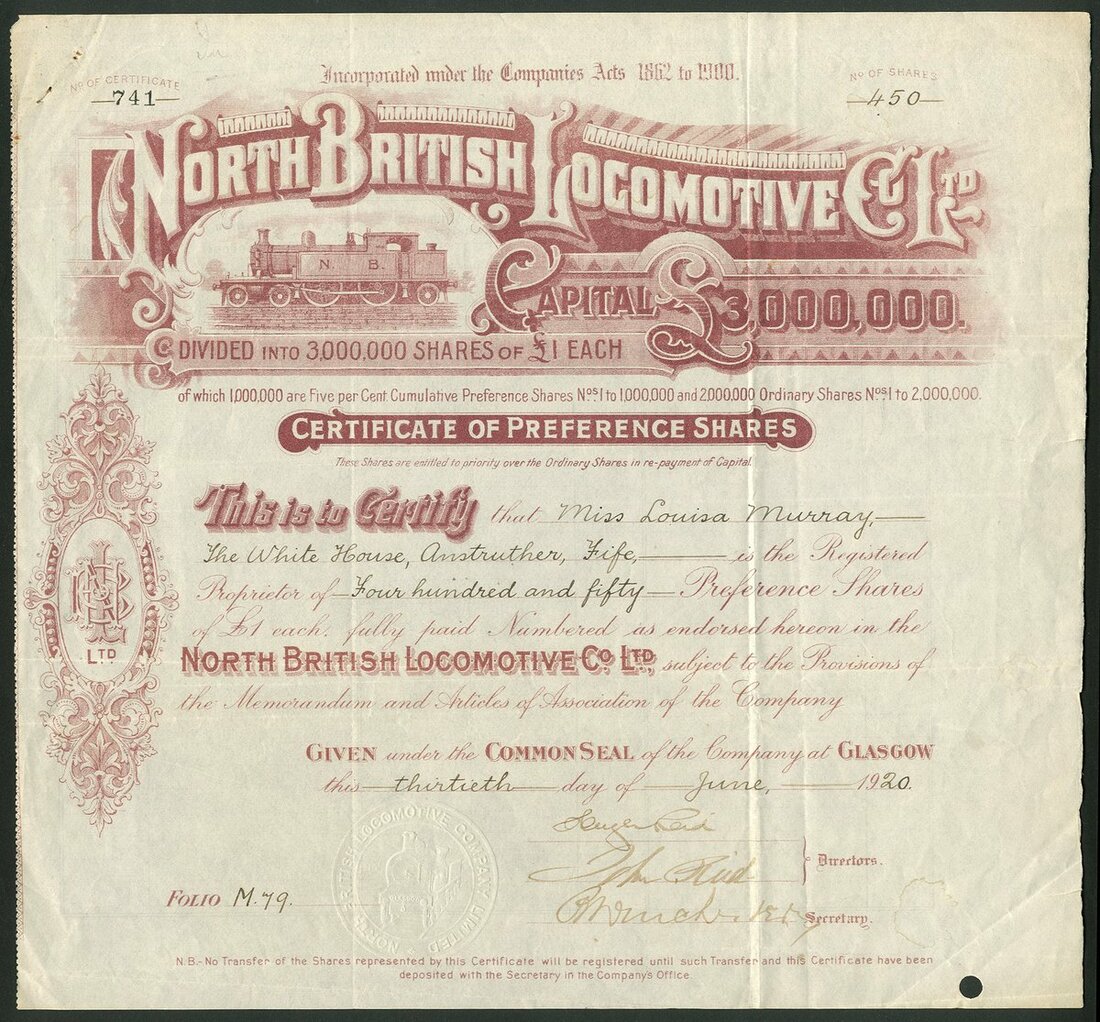 Incorporated under the Companies Acts 1862 to 1900.
No OF CERTIFICATE
741
No OF SHARES
450
NORTH BRITISH LOCOMOTIVE Co LTD
N. B.
CAPITAL £3,000,000.
DIVIDED INTO 3,000,000 SHARES OF £1 EACH
of which 1,000,000 are Five per Cent. Cumulative Preference Shares Nos 1 to 1,000,000 and 2,000,000 Ordinary Shares Nos 1 to 2,000,000.
CERTIFICATE OF PREFERENCE SHARES
These Shares are entitled to priority over the Ordinary Shares in re-payment of Capital.
This is to Certify that Miss Louisa Murray,
The White House, Anstruther, Fife, is the Registered
Proprietor of Four hundred and fifty Preference Shares
of £1 each, fully paid Numbered as endorsed hereon in the
NORTH BRITISH LOCOMOTIVE Co LTD, subject to the Provisions of
the Memorandum and Articles of Association of the Company
LTD
GIVEN under the COMMON SEAL of the Company at GLASGOW
this thirtieth day of June, 1920.
NORTH BRITISH LOCOMOTIVE COMPANY LIMITED
John Reid
Directors.
Secretary.
FOLIO M.79.
N.B.-No Transfer of the Shares represented by this Certificate will be registered until such Transfer and this Certificate have been
deposited with the Secretary in the Company's Office.